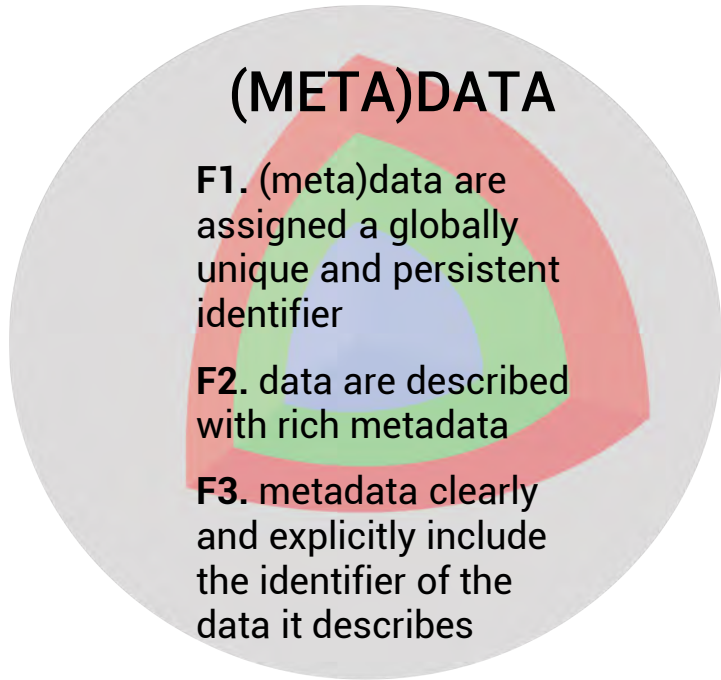 (META)DATA
F1. (meta)data are
assigned a globally
unique and persistent
identifier
F2. data are described
with rich metadata
F3. metadata clearly
and explicitly include
the identifier of the
data it describes